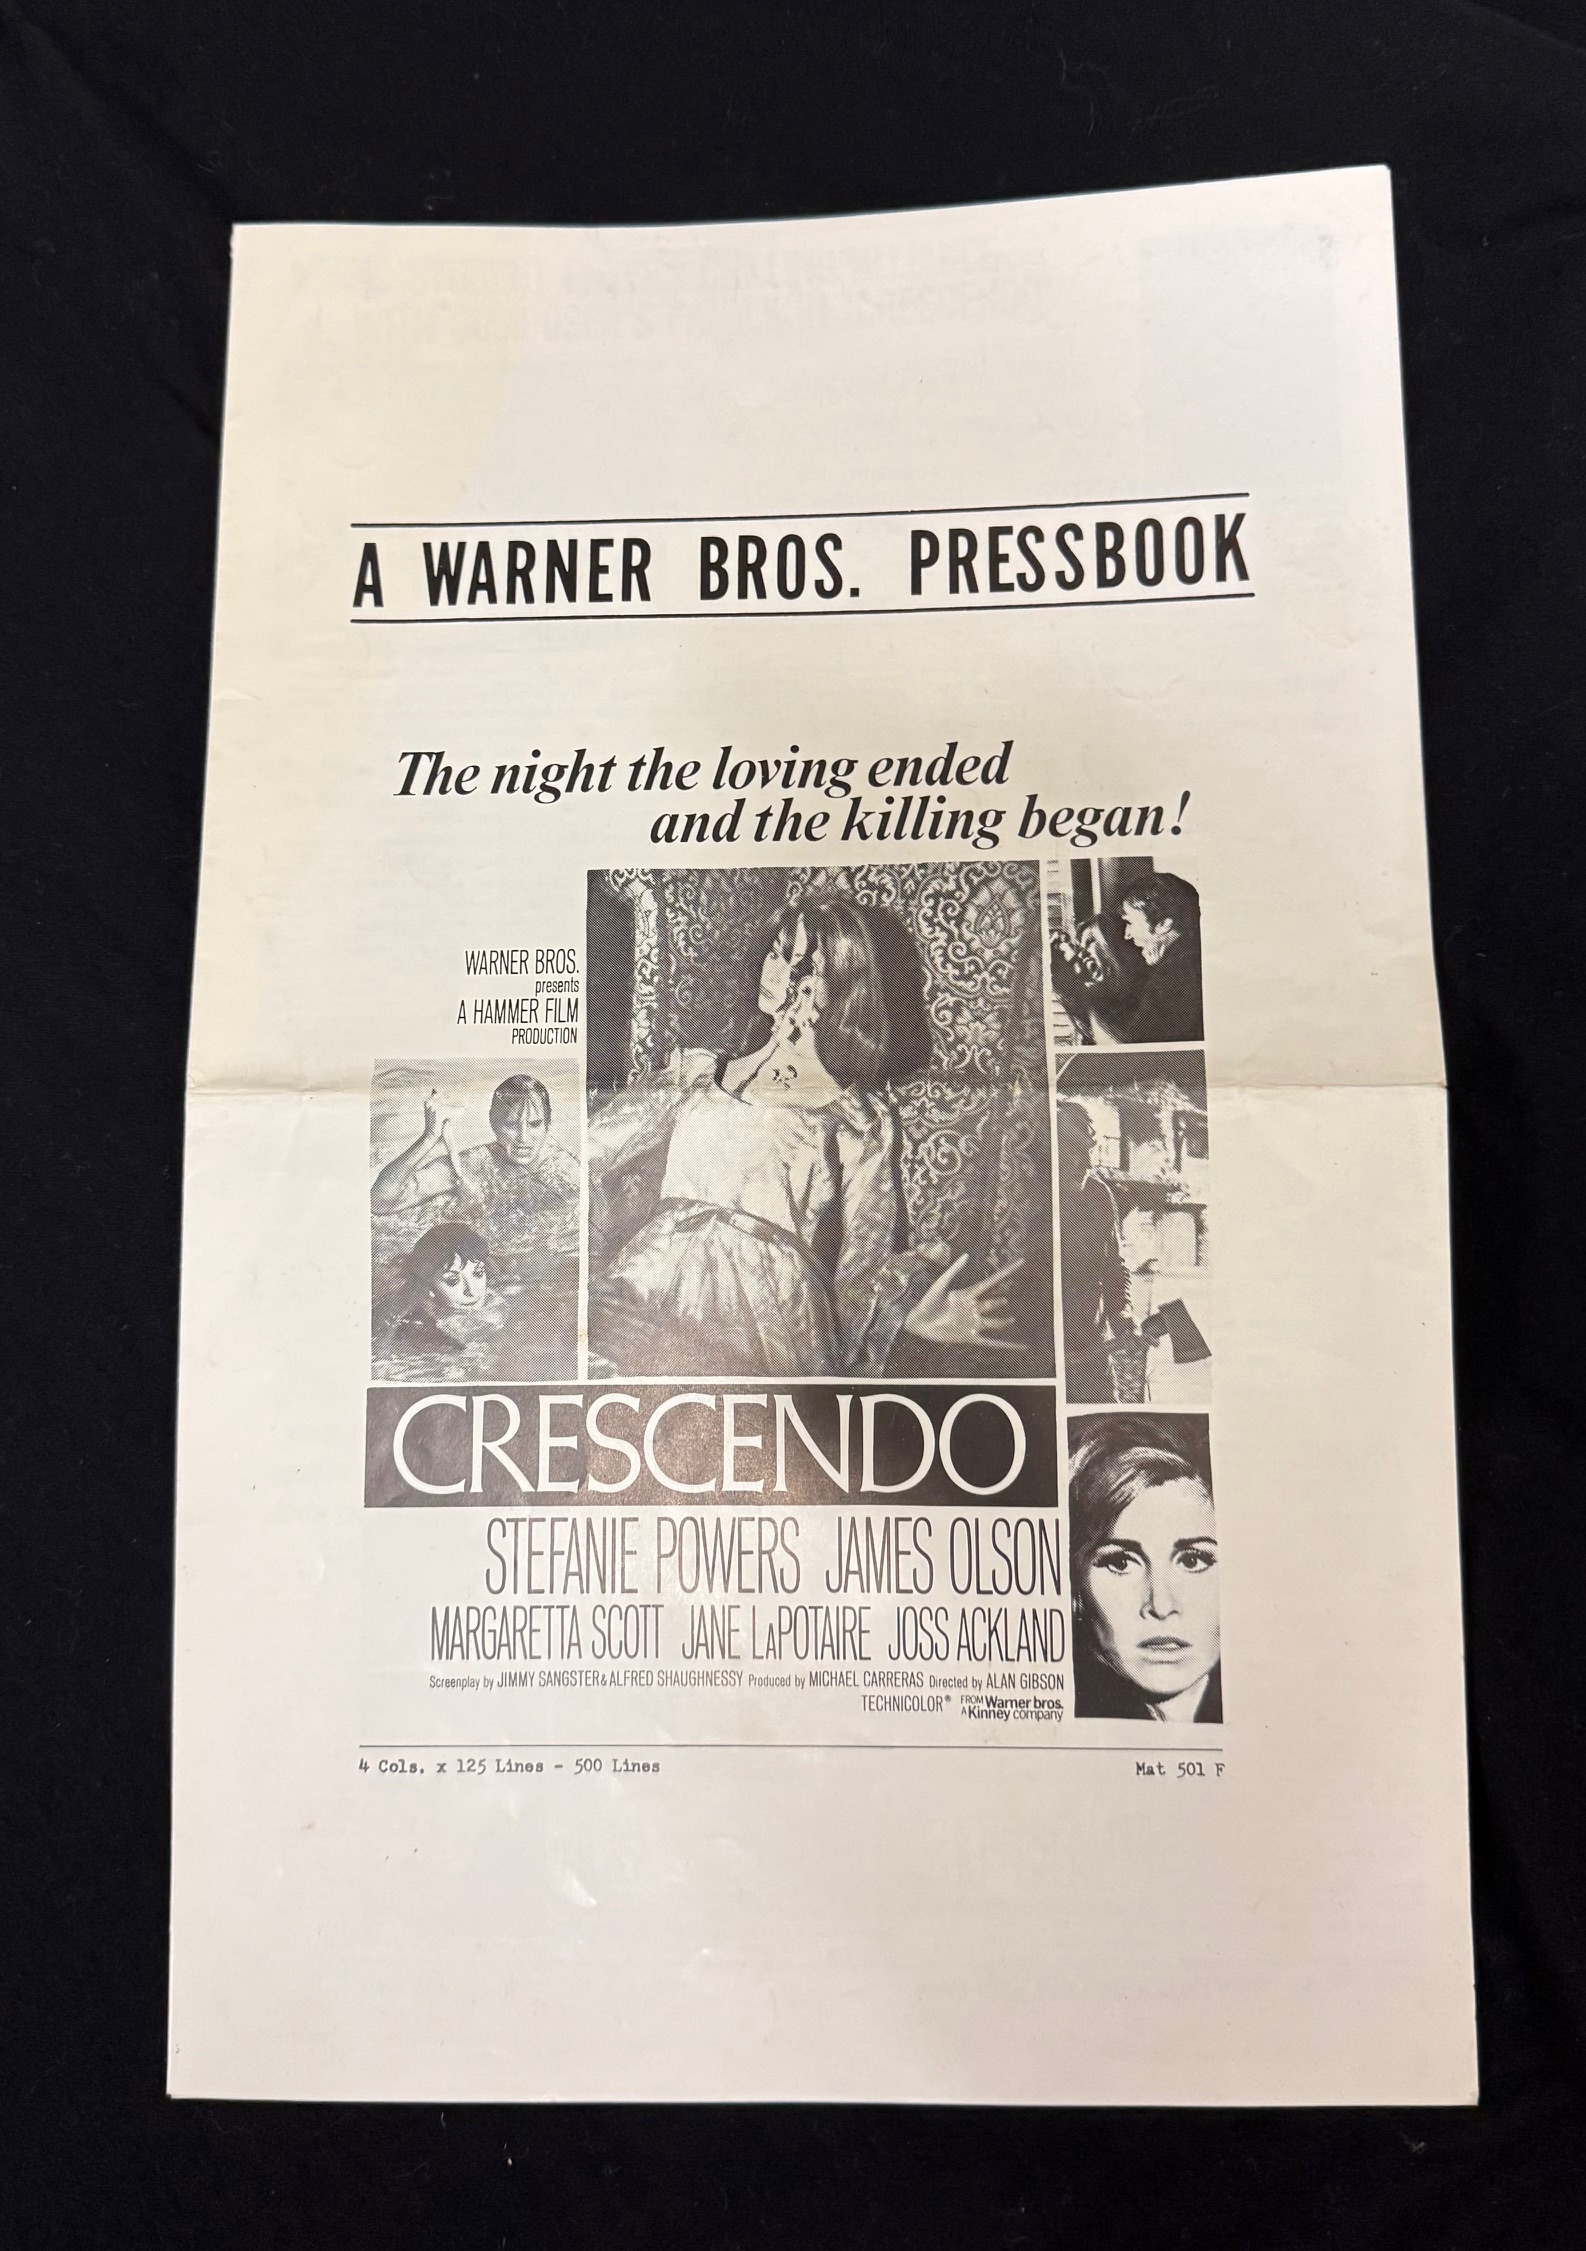 A WARNER BROS. PRESSBOOK
The night the loving ended
and the killing began!
WARNER BROS.
presents
A HAMMER FILM
PRODUCTION
CRESCENDO
STEFANIE POWERS JAMES OLSON
MARGARETTA SCOTT JANE LAPOTAIRE JOSS ACKLAND
Screenplay by JIMMY SANGSTER & ALFRED SHAUGHNESSY Produced by MICHAEL CARRERAS Directed by ALAN GIBSON
TECHNICOLOR® FROM Warner bros.
A Kinney company
4 Cols. x 125 Lines - 500 Lines
Mat 501 F